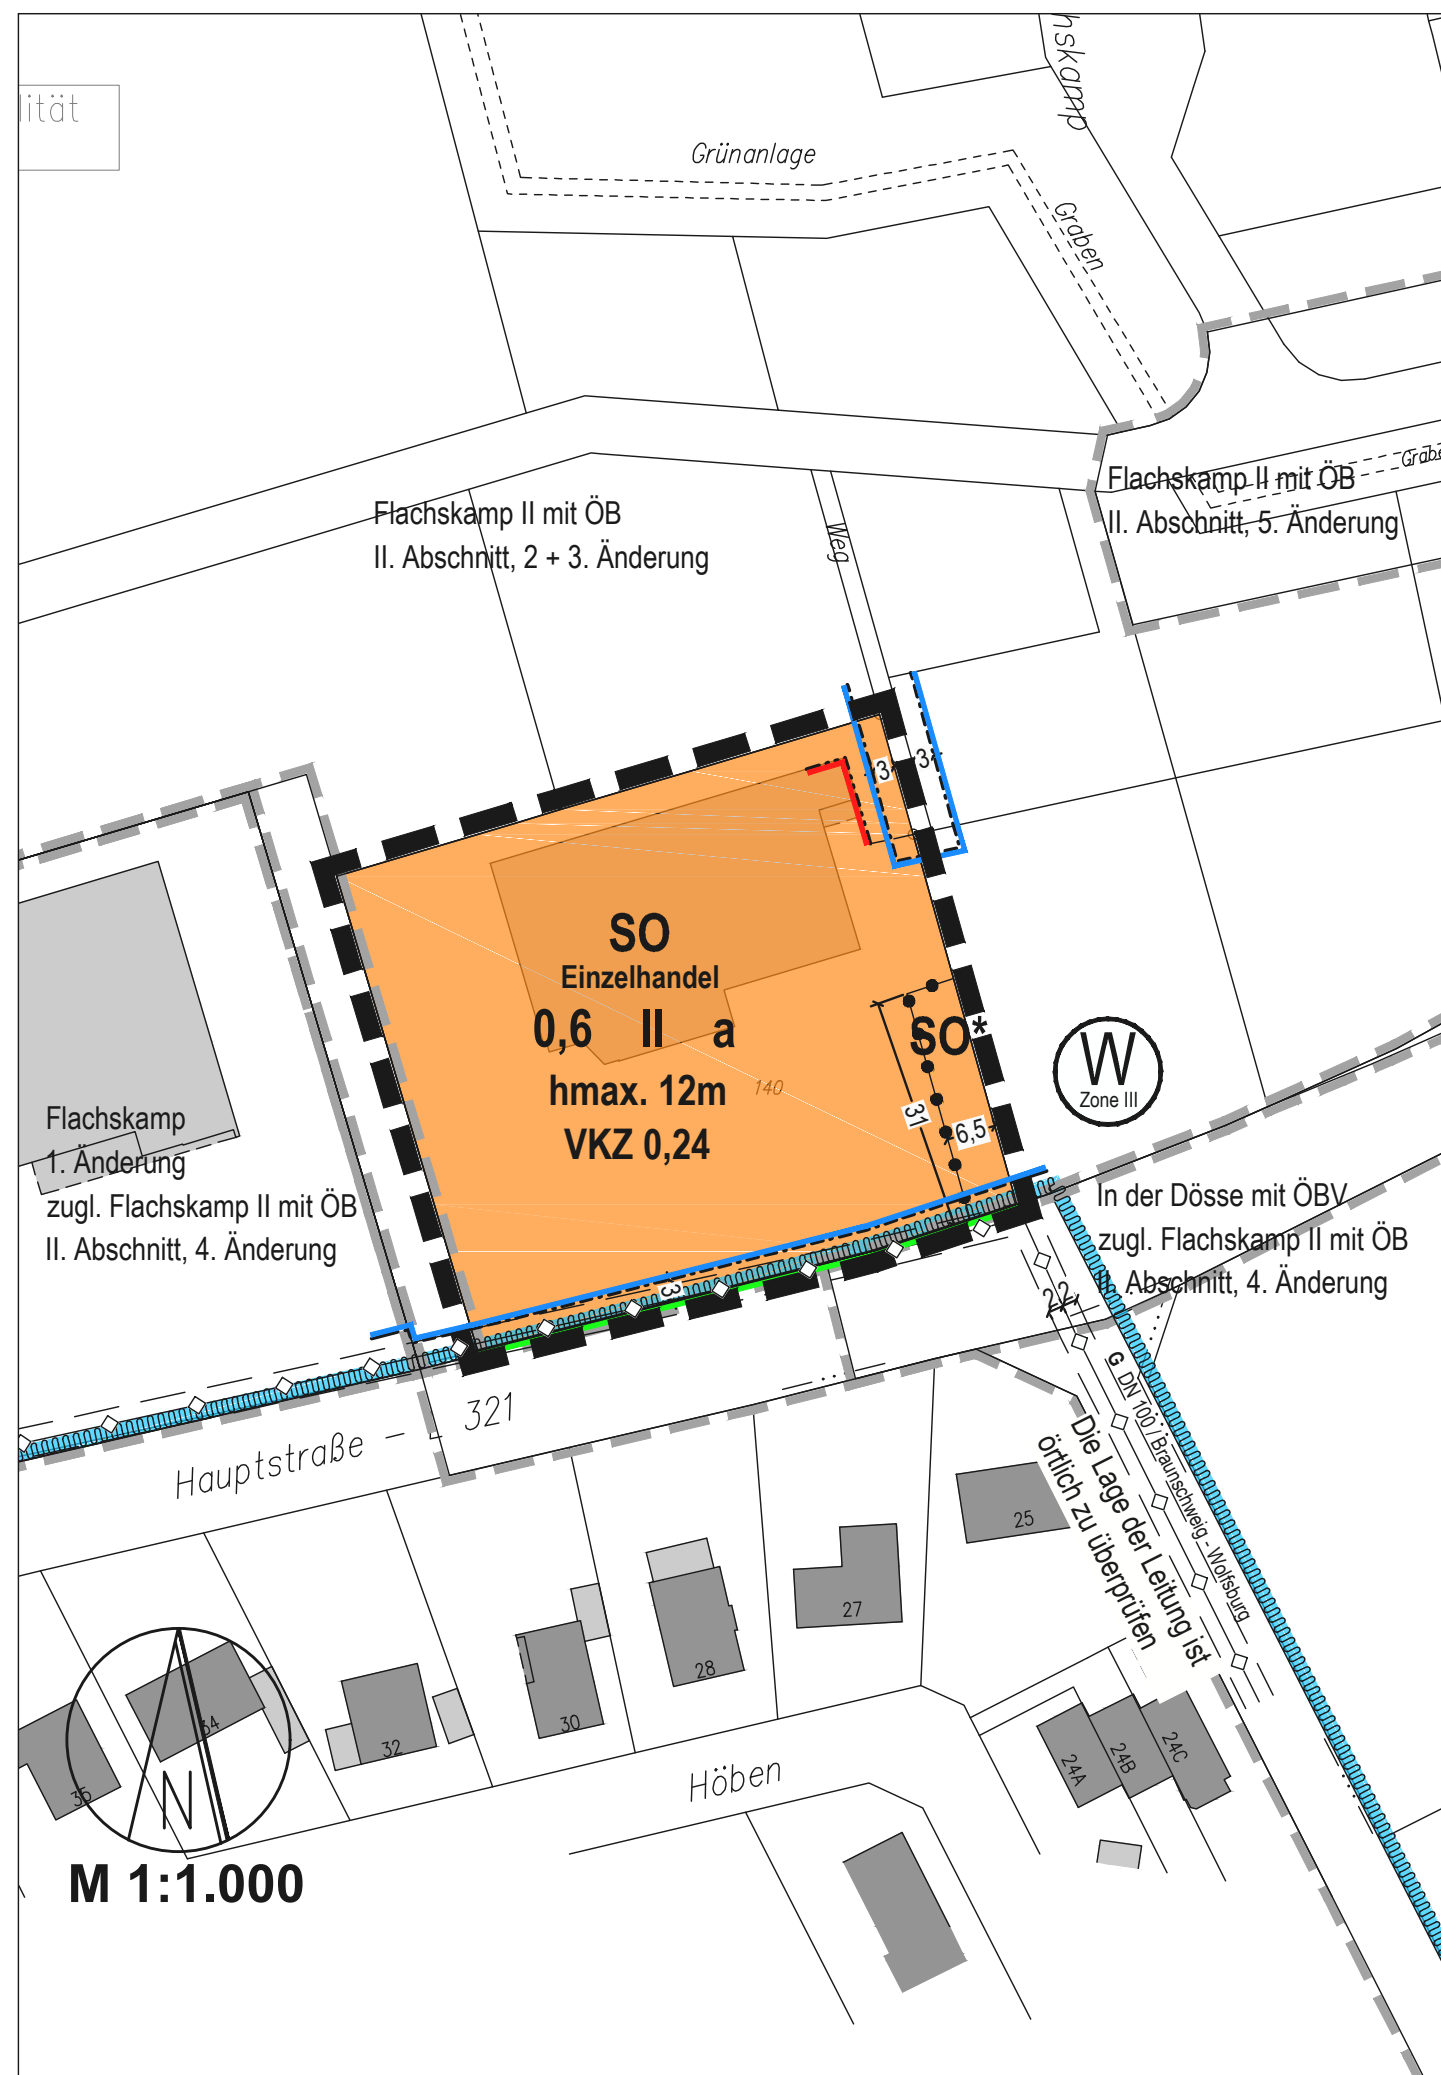 hskamp
lität
Grünanlage
Graben
Flachskamp II mit ÖB
II. Abschnitt, 2 + 3. Änderung
Weg
Flachskamp II mit ÖB
II. Abschnitt, 5. Änderung
3
3
SO
Einzelhandel
0,6 II a
hmax. 12m
VKZ 0,24
140
SO*
31
6,5
W
Zone III
Flachskamp
1. Änderung
zugl. Flachskamp II mit ÖB
II. Abschnitt, 4. Änderung
In der Dösse mit ÖBV
zugl. Flachskamp II mit ÖB
II. Abschnitt, 4. Änderung
3
2
2
Hauptstraße
321
G DN 100 / Braunschweig - Wolfsburg
Die Lage der Leitung ist
örtlich zu überprüfen
25
27
28
30
32
34
35
24A
24B
24C
Höben
N
M 1:1.000